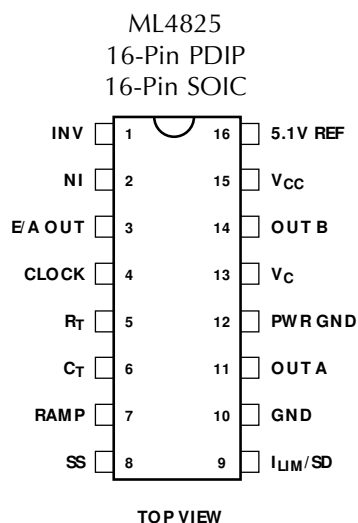 ML4825
16-Pin PDIP
16-Pin SOIC
INV 1 16 5.1V REF
NI 2 15 VCC
E/A OUT 3 14 OUT B
CLOCK 4 13 VC
RT 5 12 PWR GND
CT 6 11 OUT A
RAMP 7 10 GND
SS 8 9 ILIM/SD
TOP VIEW